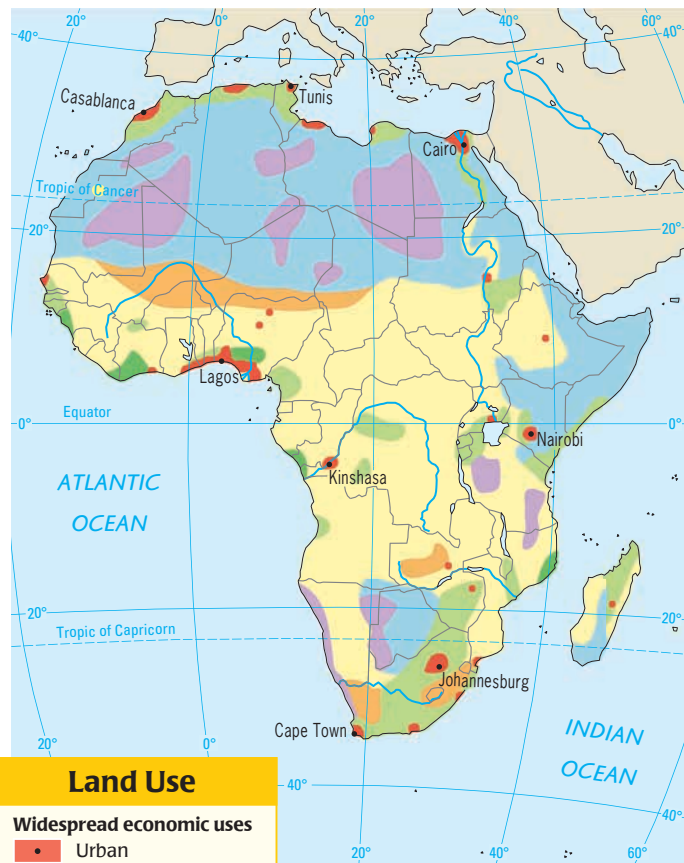 20°
0°
20°
40°
60°
Casablanca
Tunis
Cairo
Tropic of Cancer
20°
20°
Lagos
Equator
0°
0°
Nairobi
Kinshasa
ATLANTIC
OCEAN
20°
20°
Tropic of Capricorn
Johannesburg
Cape Town
INDIAN
OCEAN
20°
0°
40°
40°
20°
40°
60°
Land Use
Widespread economic uses
Urban